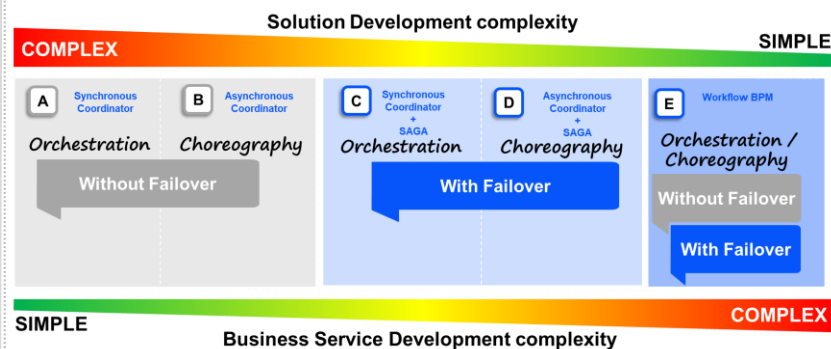 Solution Development complexity
COMPLEX
SIMPLE
A
Synchronous
Coordinator
Orchestration
B
Asynchronous
Coordinator
Choreography
Without Failover
C
Synchronous
Coordinator
+
SAGA
Orchestration
D
Asynchronous
Coordinator
+
SAGA
Choreography
With Failover
E
Workflow BPM
Orchestration /
Choreography
Without Failover
With Failover
SIMPLE
COMPLEX
Business Service Development complexity